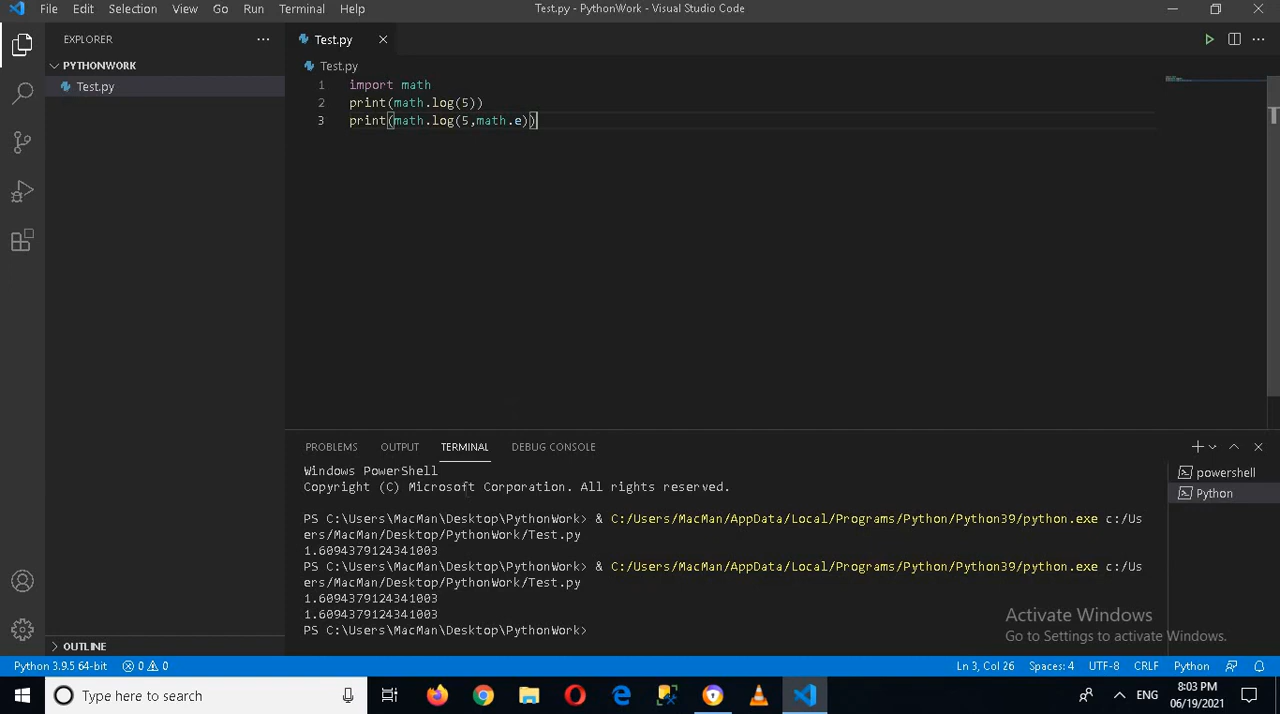 File Edit Selection View Go Run Terminal Help
Test.py - PythonWork - Visual Studio Code
EXPLORER
PYTHONWORK
Test.py
OUTLINE
Test.py
Test.py
1 import math
2 print(math.log(5))
3 print(math.log(5,math.e))
PROBLEMS OUTPUT TERMINAL DEBUG CONSOLE
Windows PowerShell
Copyright (C) Microsoft Corporation. All rights reserved.
PS C:\Users\MacMan\Desktop\PythonWork> & C:/Users/MacMan/AppData/Local/Programs/Python/Python39/python.exe c:/Us
ers/MacMan/Desktop/PythonWork/Test.py
1.6094379124341003
PS C:\Users\MacMan\Desktop\PythonWork> & C:/Users/MacMan/AppData/Local/Programs/Python/Python39/python.exe c:/Us
ers/MacMan/Desktop/PythonWork/Test.py
1.6094379124341003
1.6094379124341003
PS C:\Users\MacMan\Desktop\PythonWork>
powershell
Python
Activate Windows
Go to Settings to activate Windows.
Python 3.9.5 64-bit 0 0 Ln 3, Col 26 Spaces: 4 UTF-8 CRLF Python
Type here to search
ENG
8:03 PM
06/19/2021